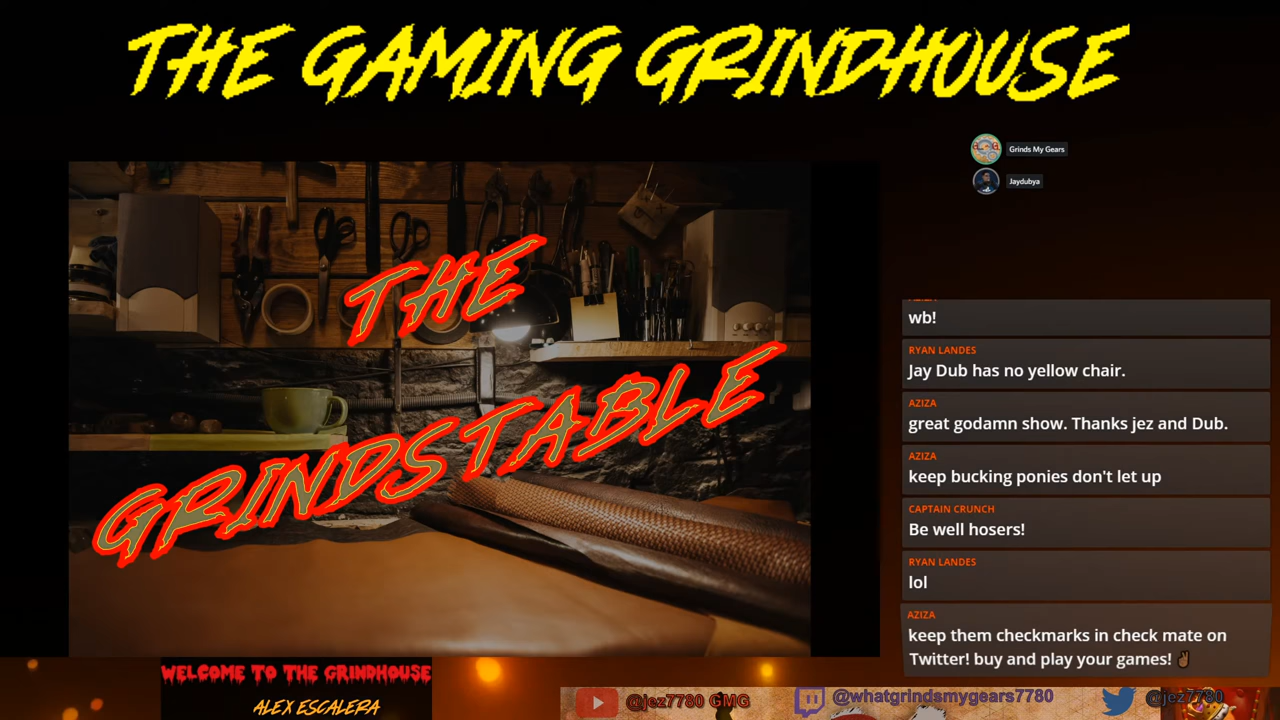 THE GAMING GRINDHOUSE
Grinds My Gears
Jaydubya
THE
GRINDSTABLE
wb!
RYAN LANDES
Jay Dub has no yellow chair.
AZIZA
great godamn show. Thanks jez and Dub.
AZIZA
keep bucking ponies don't let up
CAPTAIN CRUNCH
Be well hosers!
RYAN LANDES
lol
AZIZA
keep them checkmarks in check mate on
Twitter! buy and play your games! ✌🏾
WELCOME TO THE GRINDHOUSE
ALEX ESCALERA
@jez7780 GMG
@whatgrindsmygears7780
@jez7780